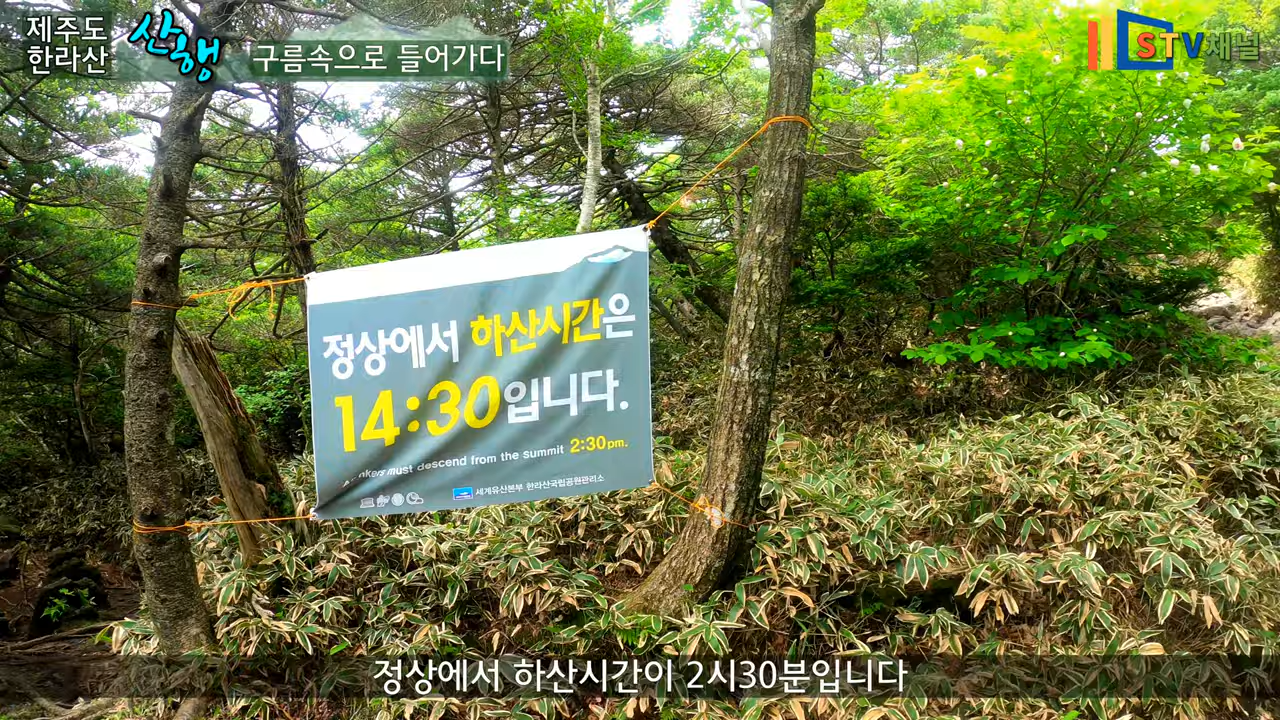 제주도
한라산
산행
구름속으로 들어가다
STV채널
정상에서 하산시간은
14:30입니다.
must descend from the summit 2:30pm.
세계유산본부 한라산국립공원관리소
정상에서 하산시간이 2시30분입니다